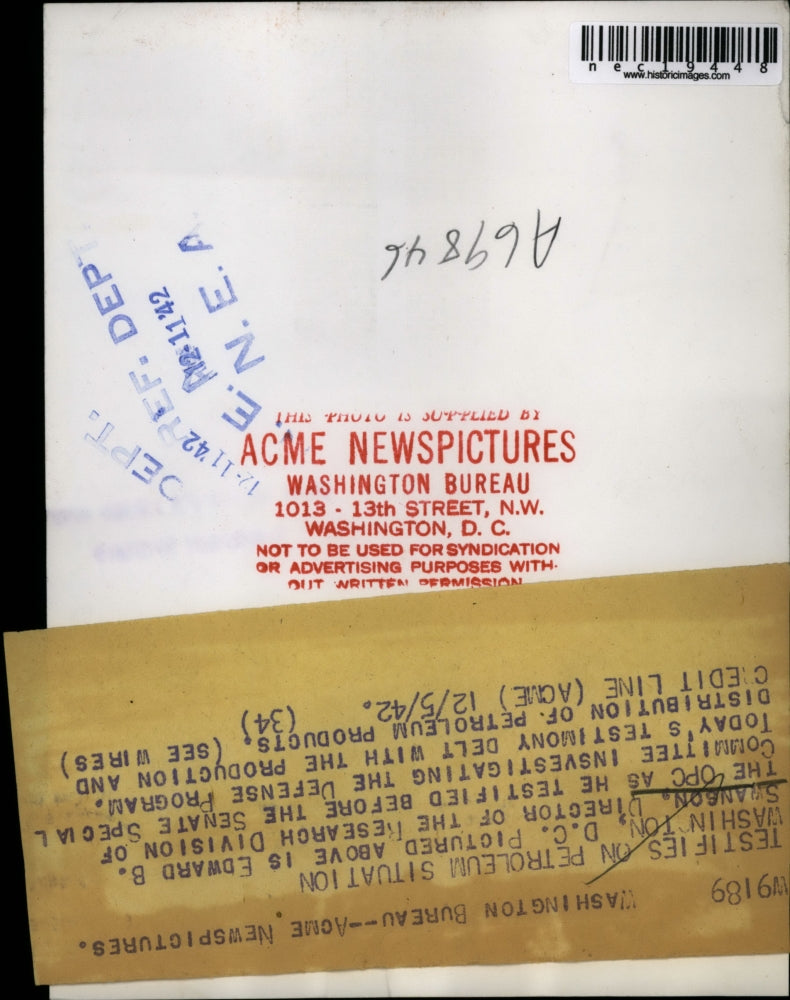 nec19448
www.historicimages.com
A69846
REF. DEPT.
12·11'42
N.E.A.
DEPT.
12·11'42
E.
THIS PHOTO IS SUPPLIED BY
ACME NEWSPICTURES
WASHINGTON BUREAU
1013 - 13th STREET, N.W.
WASHINGTON, D. C.
NOT TO BE USED FOR SYNDICATION
OR ADVERTISING PURPOSES WITH-
OUT WRITTEN PERMISSION
W9189 WASHINGTON BUREAU--ACME NEWSPICTURES.
TESTIFIES ON PETROLEUM SITUATION
WASHINGTON, D.C. PICTURED ABOVE IS EDWARD B.
SWANSON, DIRECTOR OF THE RESEARCH DIVISION OF
THE OPC AS HE TESTIFIED BEFORE THE SENATE SPECIAL
COMMITTEE INSVESTIGATING THE DEFENSE PROGRAM.
TODAY'S TESTIMONY DELT WITH THE PRODUCTION AND
DISTRIBUTION OF PETROLEUM PRODUCTS. (SEE WIRES)
CREDIT LINE (ACME) 12/5/42. (34)